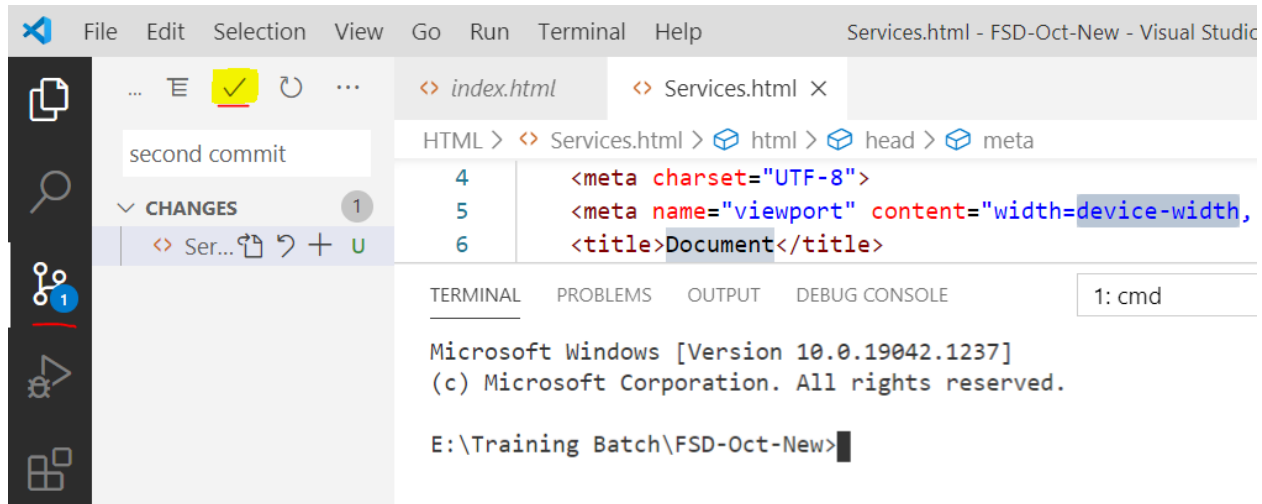 File Edit Selection View Go Run Terminal Help Services.html - FSD-Oct-New - Visual Studio
... ···
second commit
CHANGES 1
Ser... U
1
index.html Services.html
HTML > Services.html > html > head > meta
4 <meta charset="UTF-8">
5 <meta name="viewport" content="width=device-width,
6 <title>Document</title>
TERMINAL PROBLEMS OUTPUT DEBUG CONSOLE 1: cmd
Microsoft Windows [Version 10.0.19042.1237]
(c) Microsoft Corporation. All rights reserved.
E:\Training Batch\FSD-Oct-New>